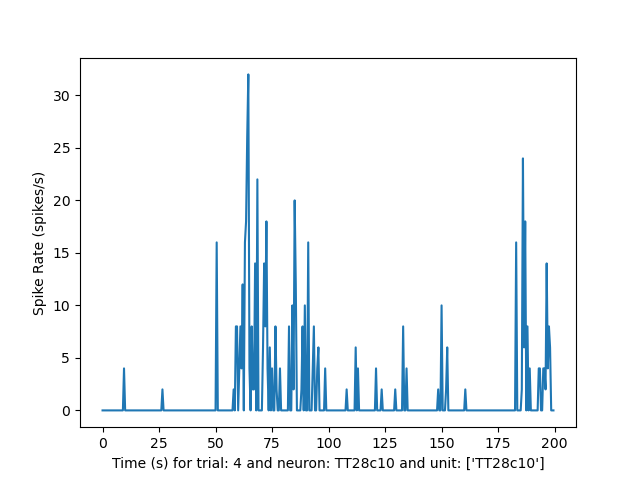 30
25
20
15
10
5
0
Spike Rate (spikes/s)
0 25 50 75 100 125 150 175 200
Time (s) for trial: 4 and neuron: TT28c10 and unit: ['TT28c10']